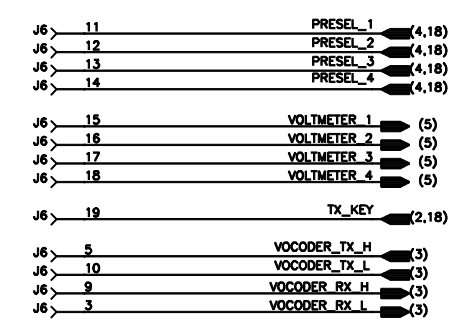 J6 11 PRESEL_1 (4,18)
J6 12 PRESEL_2 (4,18)
J6 13 PRESEL_3 (4,18)
J6 14 PRESEL_4 (4,18)
J6 15 VOLTMETER_1 (5)
J6 16 VOLTMETER_2 (5)
J6 17 VOLTMETER_3 (5)
J6 18 VOLTMETER_4 (5)
J6 19 TX_KEY (2,18)
J6 5 VOCODER_TX_H (3)
J6 10 VOCODER_TX_L (3)
J6 9 VOCODER_RX_H (3)
J6 3 VOCODER_RX_L (3)